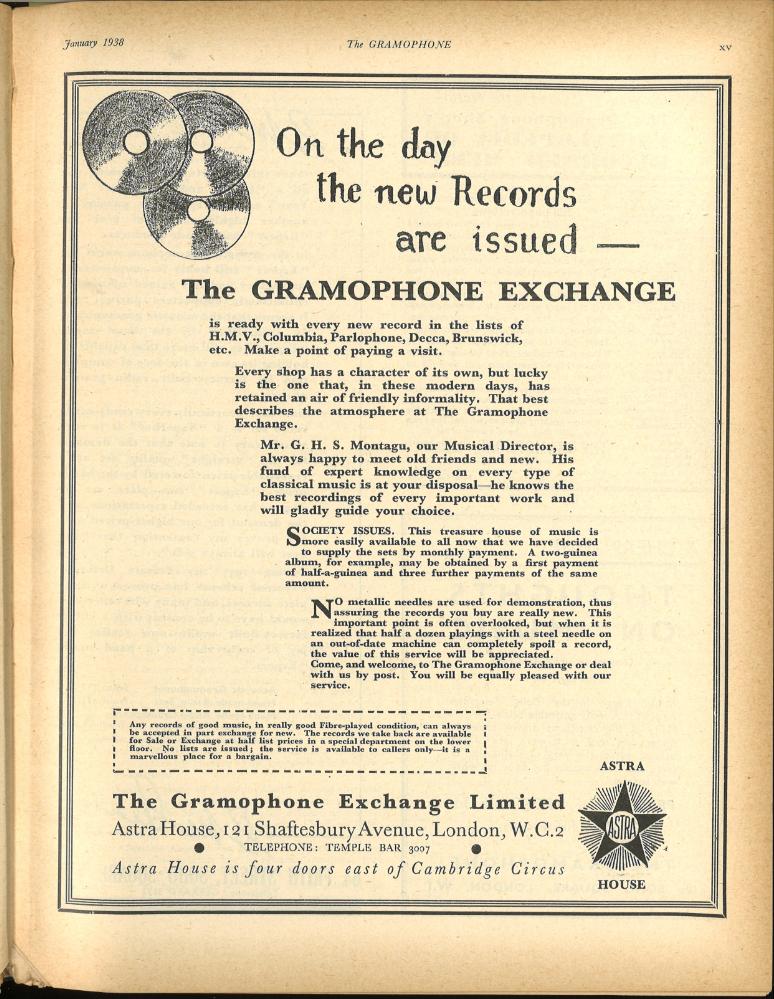 January 1938 The GRAMOPHONE xv
On the day
the new Records
are issued —
The GRAMOPHONE EXCHANGE
is ready with every new record in the lists of
H.M.V., Columbia, Parlophone, Decca, Brunswick,
etc. Make a point of paying a visit.
Every shop has a character of its own, but lucky
is the one that, in these modern days, has
retained an air of friendly informality. That best
describes the atmosphere at The Gramophone
Exchange.
Mr. G. H. S. Montagu, our Musical Director, is
always happy to meet old friends and new. His
fund of expert knowledge on every type of
classical music is at your disposal—he knows the
best recordings of every important work and
will gladly guide your choice.
SOCIETY ISSUES. This treasure house of music is
more easily available to all now that we have decided
to supply the sets by monthly payment. A two-guinea
album, for example, may be obtained by a first payment
of half-a-guinea and three further payments of the same
amount.
NO metallic needles are used for demonstration, thus
assuring the records you buy are really new. This
important point is often overlooked, but when it is
realized that half a dozen playings with a steel needle on
an out-of-date machine can completely spoil a record,
the value of this service will be appreciated.
Come, and welcome, to The Gramophone Exchange or deal
with us by post. You will be equally pleased with our
service.
Any records of good music, in really good Fibre-played condition, can always
be accepted in part exchange for new. The records we take back are available
for Sale or Exchange at half list prices in a special department on the lower
floor. No lists are issued; the service is available to callers only—it is a
marvellous place for a bargain.
The Gramophone Exchange Limited
Astra House, 121 Shaftesbury Avenue, London, W.C.2
● TELEPHONE: TEMPLE BAR 3007 ●
Astra House is four doors east of Cambridge Circus
ASTRA
ASTRA
HOUSE